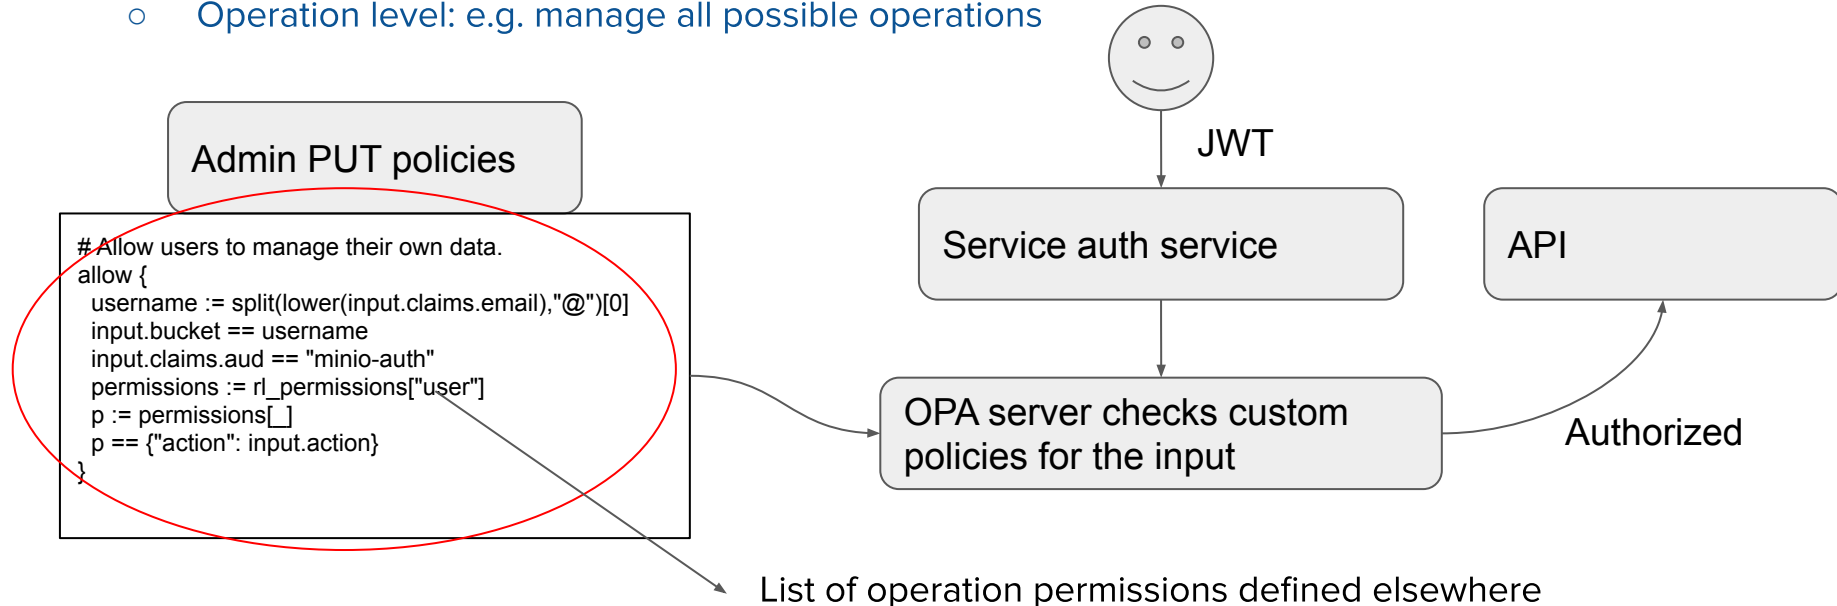 ○ Operation level: e.g. manage all possible operations
JWT
Admin PUT policies
Service auth service
API
# Allow users to manage their own data.
allow {
username := split(lower(input.claims.email),"@")[0]
input.bucket == username
input.claims.aud == "minio-auth"
permissions := rl_permissions["user"]
p := permissions[_]
p == {"action": input.action}
}
OPA server checks custom
policies for the input
Authorized
List of operation permissions defined elsewhere